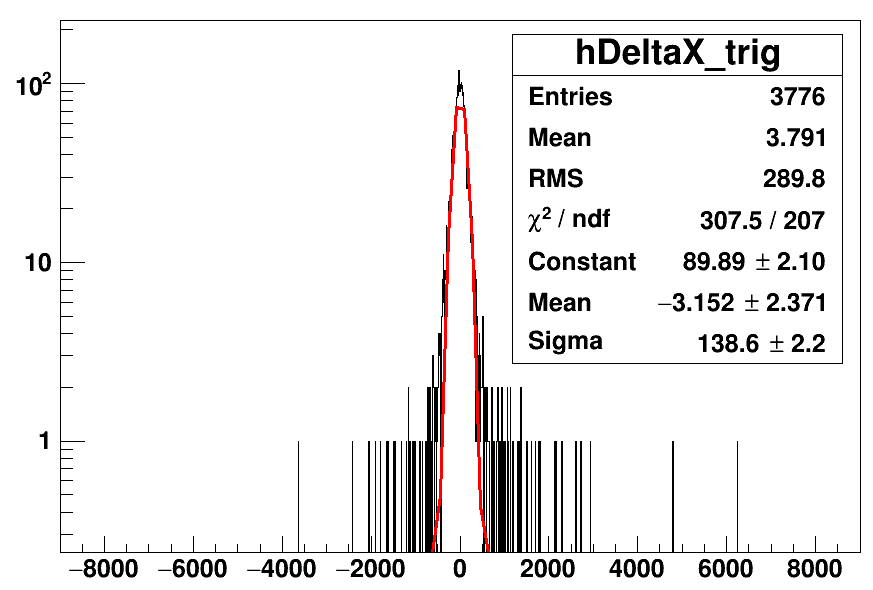 hDeltaX_trig
Entries 3776
Mean 3.791
RMS 289.8
χ² / ndf 307.5 / 207
Constant 89.89 ± 2.10
Mean −3.152 ± 2.371
Sigma 138.6 ± 2.2
10²
10
1
−8000 −6000 −4000 −2000 0 2000 4000 6000 8000